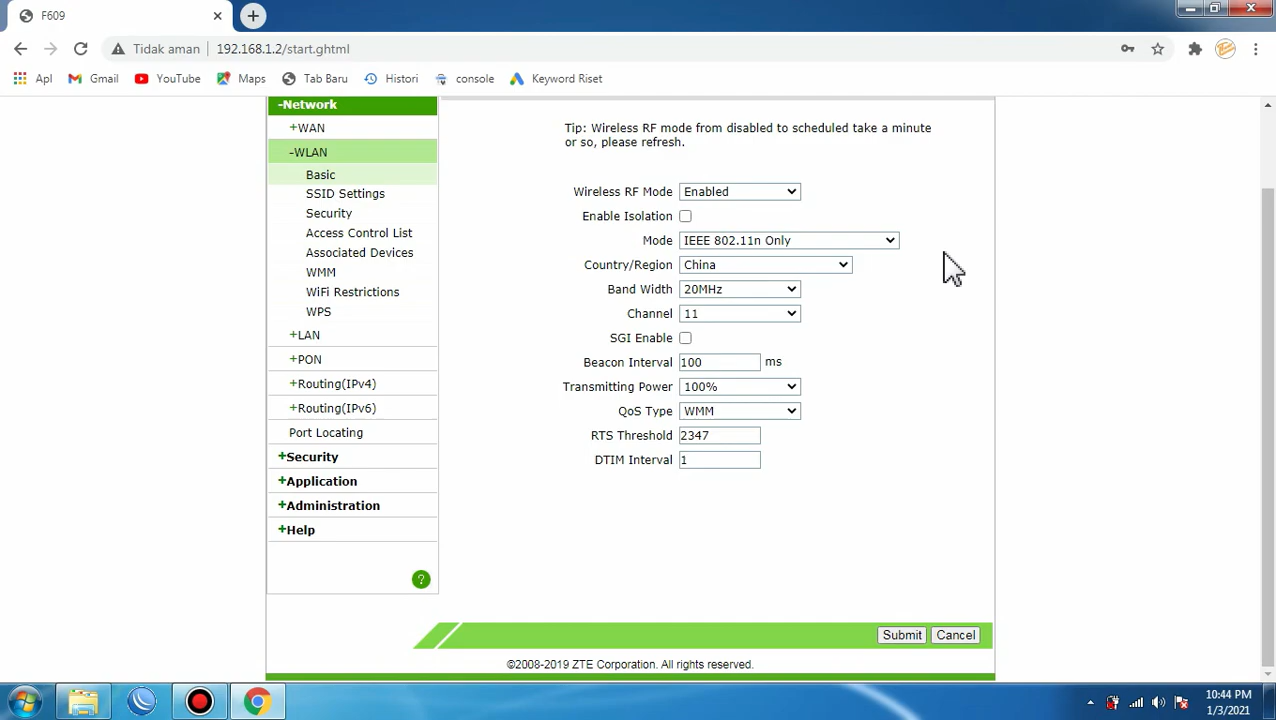 F609
Tidak aman
192.168.1.2/start.ghtml
Apl
Gmail
YouTube
Maps
Tab Baru
Histori
console
Keyword Riset
-Network
+WAN
-WLAN
Basic
SSID Settings
Security
Access Control List
Associated Devices
WMM
WiFi Restrictions
WPS
+LAN
+PON
+Routing(IPv4)
+Routing(IPv6)
Port Locating
+Security
+Application
+Administration
+Help
?
Tip: Wireless RF mode from disabled to scheduled take a minute
or so, please refresh.
Wireless RF Mode Enabled
Enable Isolation
Mode IEEE 802.11n Only
Country/Region China
Band Width 20MHz
Channel 11
SGI Enable
Beacon Interval 100 ms
Transmitting Power 100%
QoS Type WMM
RTS Threshold 2347
DTIM Interval 1
Submit Cancel
©2008-2019 ZTE Corporation. All rights reserved.
10:44 PM
1/3/2021